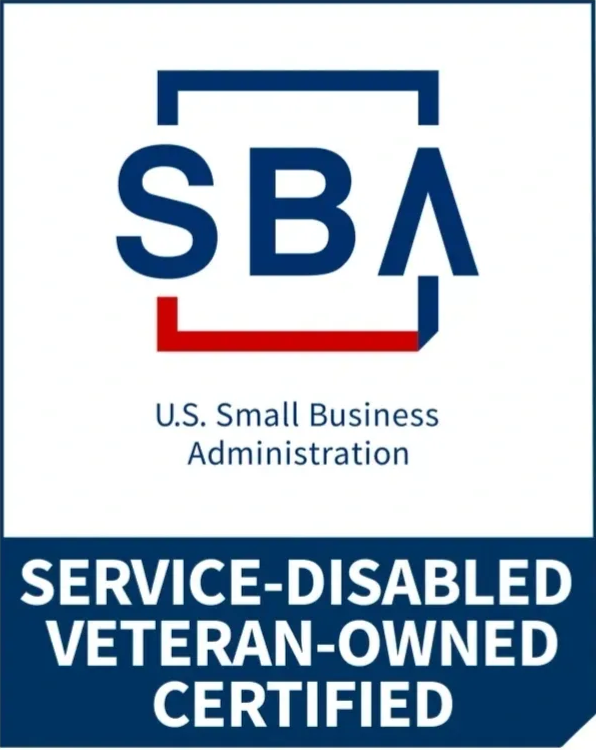 SBA
U.S. Small Business
Administration
SERVICE-DISABLED
VETERAN-OWNED
CERTIFIED